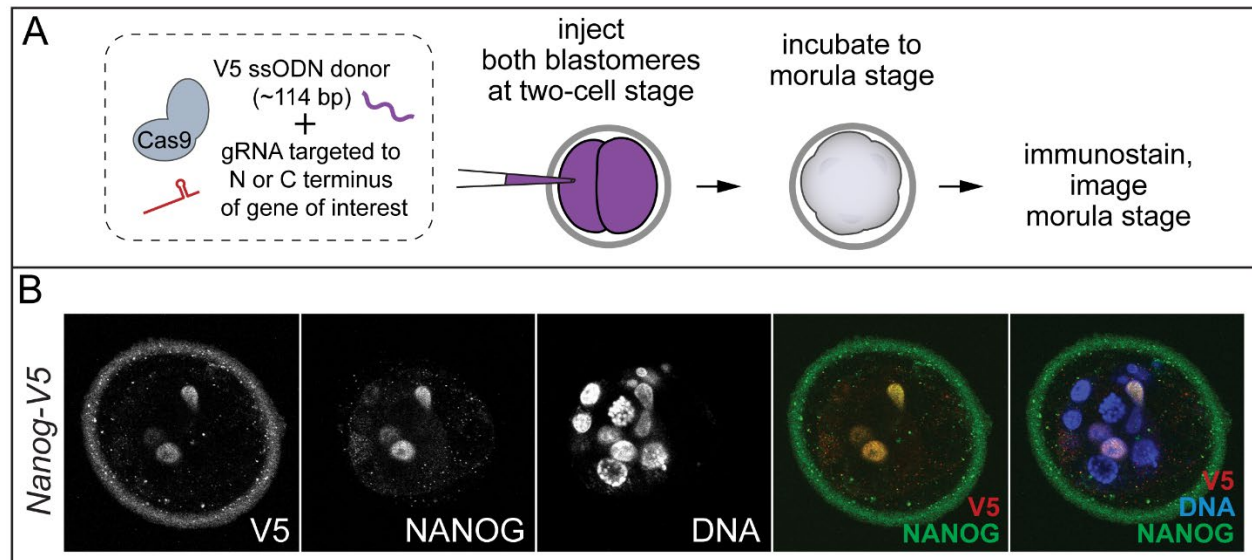 A
Cas9
V5 ssODN donor
(~114 bp)
+
gRNA targeted to
N or C terminus
of gene of interest
inject
both blastomeres
at two-cell stage
incubate to
morula stage
immunostain,
image
morula stage
B
Nanog-V5
V5
NANOG
DNA
V5
NANOG
V5
DNA
NANOG